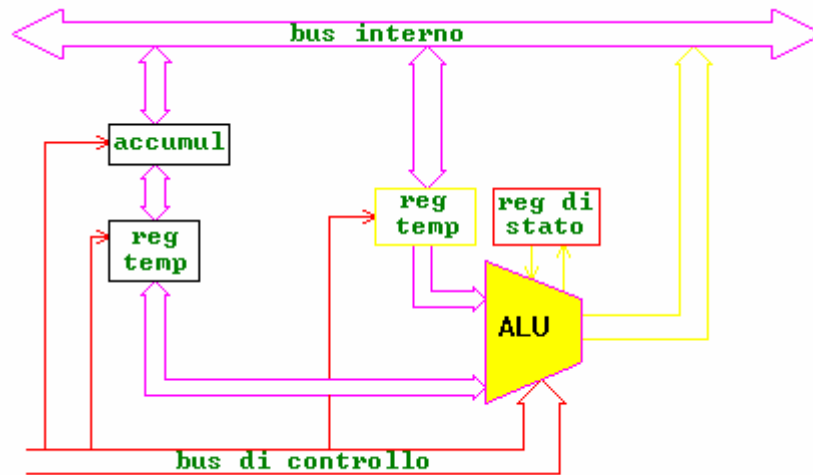 bus interno
accumul
reg
temp
reg
temp
reg di
stato
ALU
bus di controllo